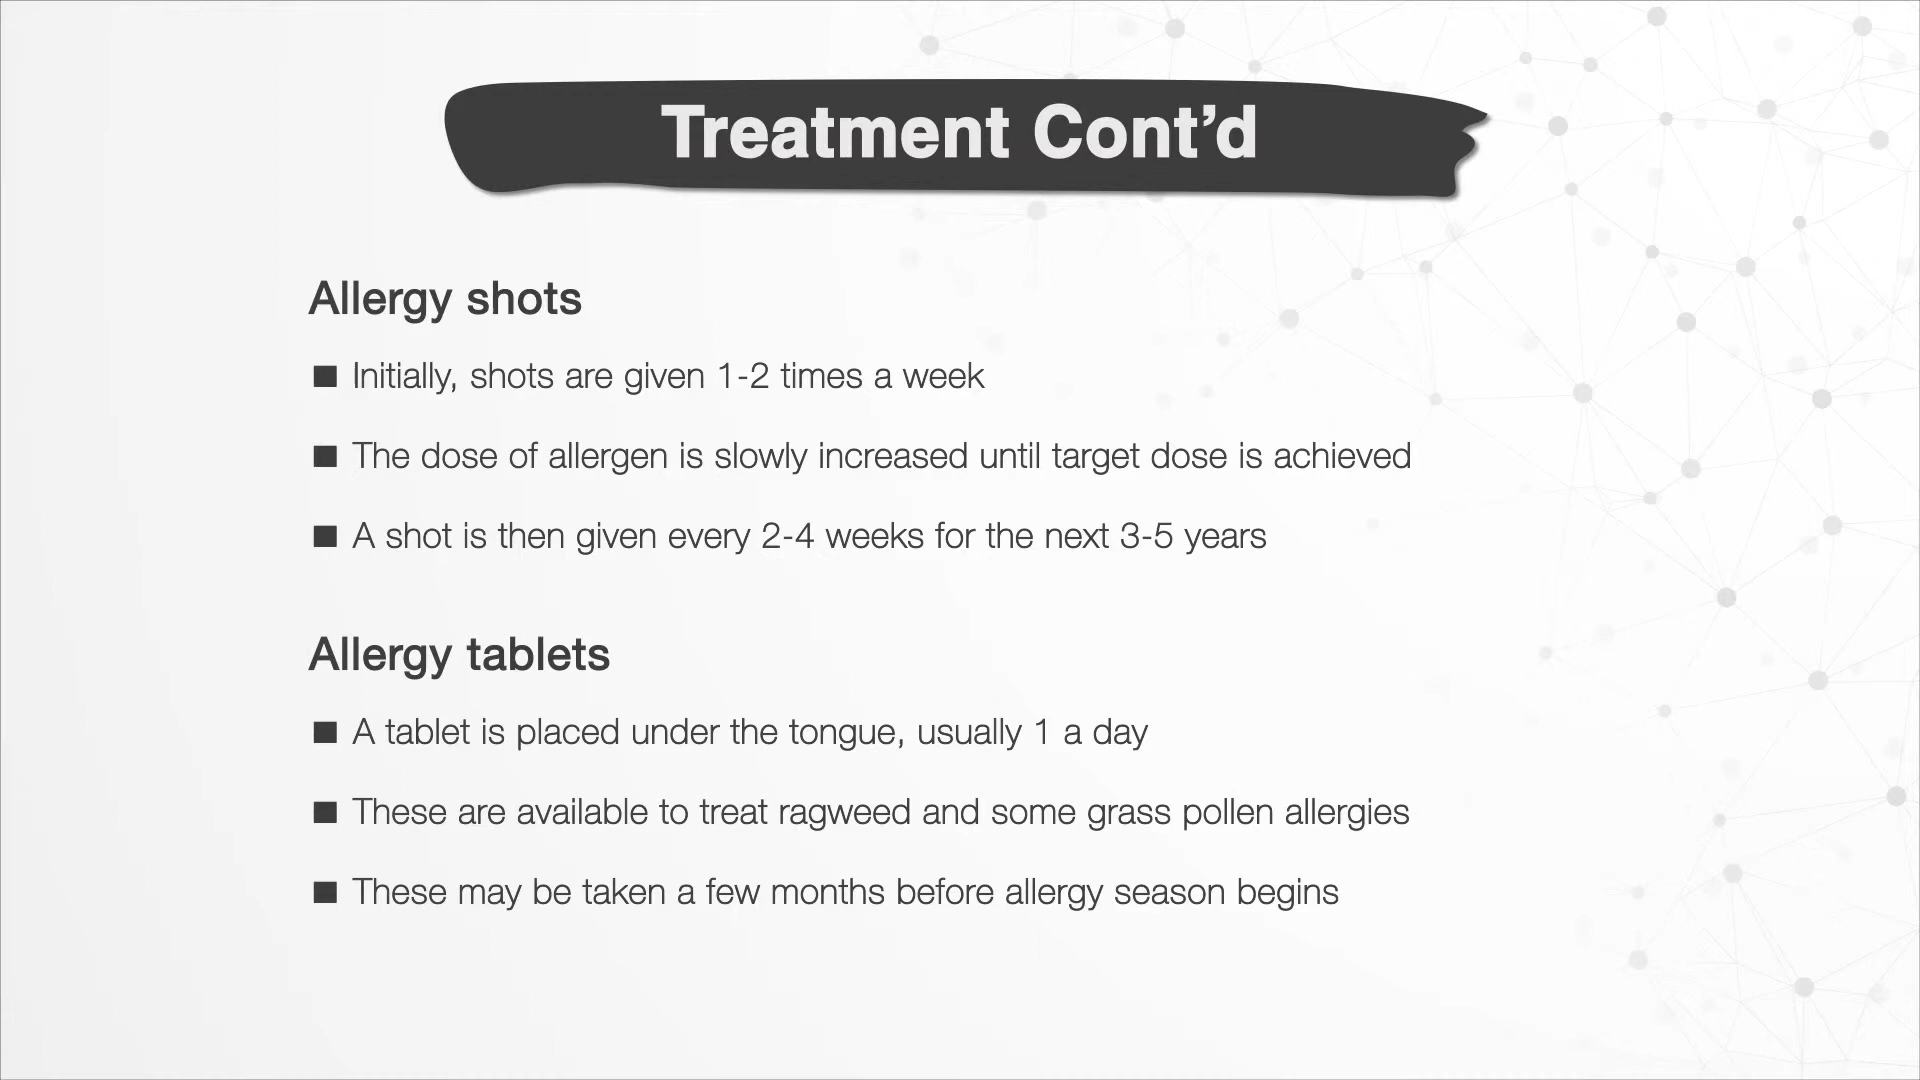 Treatment Cont’d
Allergy shots
■ Initially, shots are given 1-2 times a week
■ The dose of allergen is slowly increased until target dose is achieved
■ A shot is then given every 2-4 weeks for the next 3-5 years
Allergy tablets
■ A tablet is placed under the tongue, usually 1 a day
■ These are available to treat ragweed and some grass pollen allergies
■ These may be taken a few months before allergy season begins